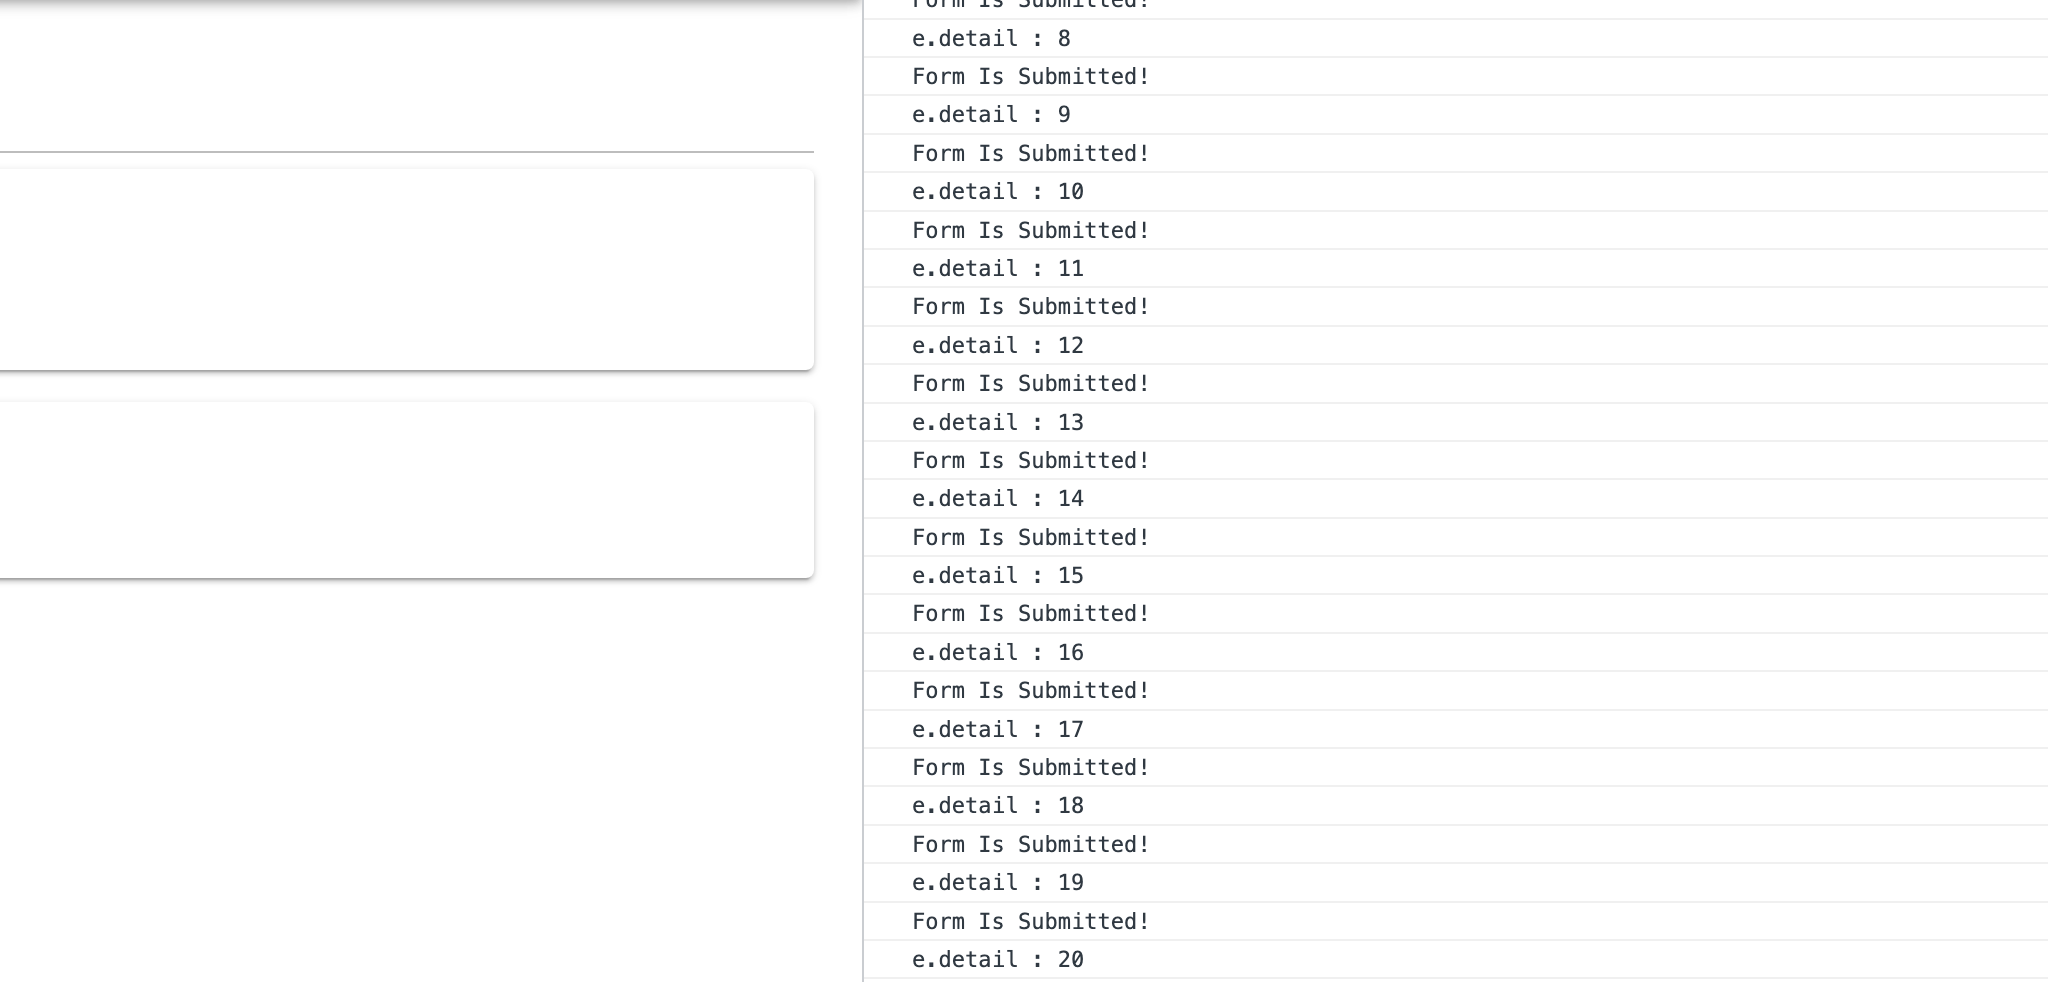 Form Is Submitted!
e.detail : 8
Form Is Submitted!
e.detail : 9
Form Is Submitted!
e.detail : 10
Form Is Submitted!
e.detail : 11
Form Is Submitted!
e.detail : 12
Form Is Submitted!
e.detail : 13
Form Is Submitted!
e.detail : 14
Form Is Submitted!
e.detail : 15
Form Is Submitted!
e.detail : 16
Form Is Submitted!
e.detail : 17
Form Is Submitted!
e.detail : 18
Form Is Submitted!
e.detail : 19
Form Is Submitted!
e.detail : 20